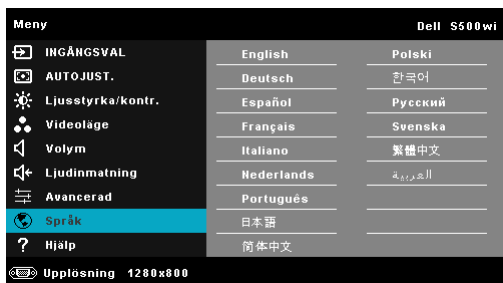 Meny Dell S500wi
INGÅNGSVAL English Polski
AUTOJUST. Deutsch 한국어
Ljusstyrka/kontr. Español Русский
Videoläge Français Svenska
Volym Italiano 繁體中文
Ljudinmatning Nederlands العربية
Avancerad Português
Språk 日本語
? Hjälp 简体中文
Upplösning 1280x800